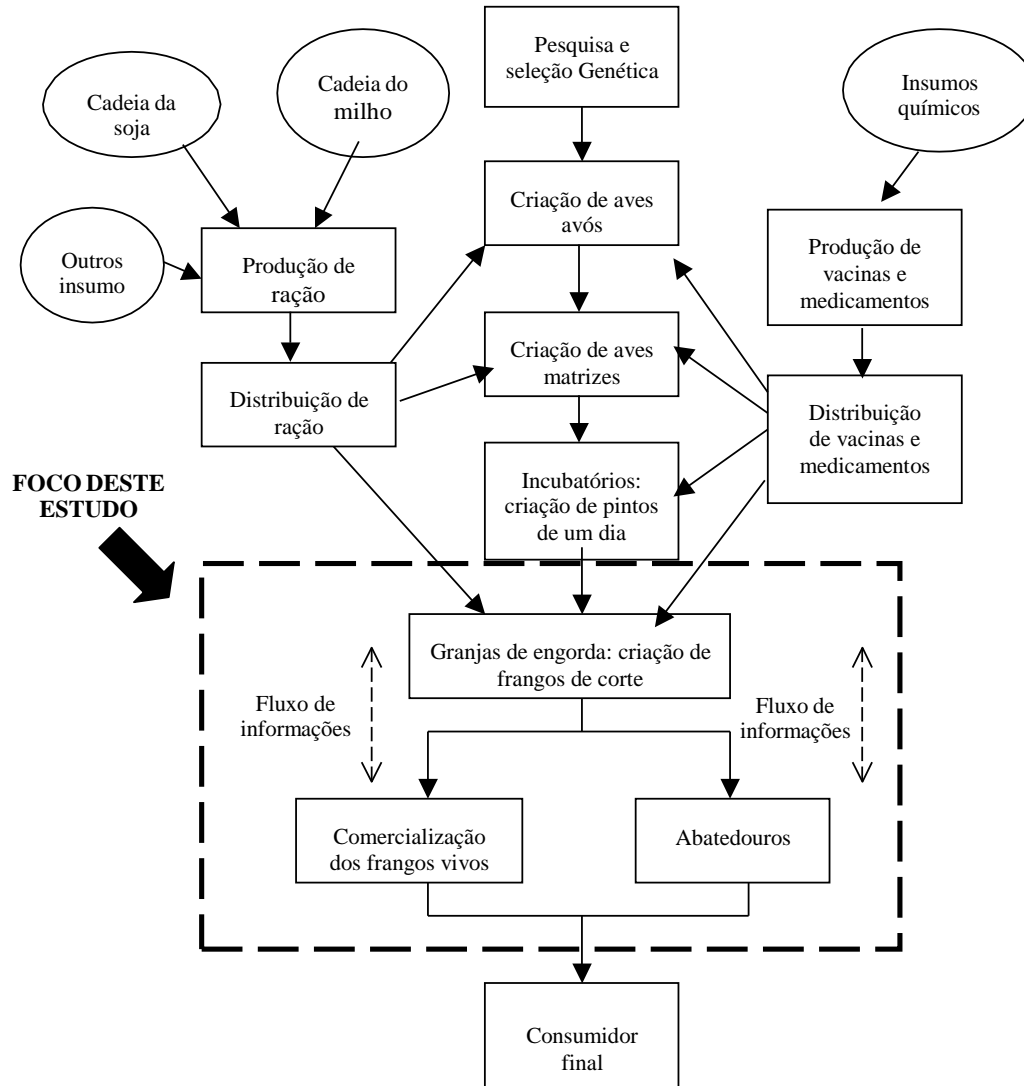 Pesquisa e
seleção Genética
Cadeia da
soja
Cadeia do
milho
Insumos
químicos
Criação de aves
avós
Outros
insumo
Produção de
ração
Produção de
vacinas e
medicamentos
Criação de aves
matrizes
Distribuição de
ração
Distribuição
de vacinas e
medicamentos
Incubatórios:
criação de pintos
de um dia
FOCO DESTE
ESTUDO
Granjas de engorda: criação de
frangos de corte
Fluxo de
informações
Fluxo de
informações
Comercialização
dos frangos vivos
Abatedouros
Consumidor
final